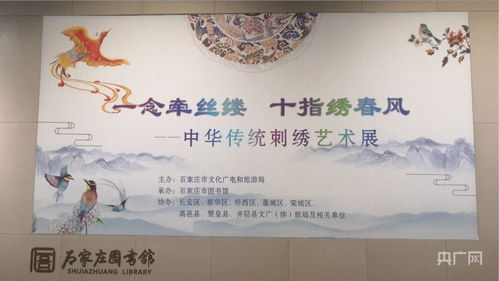 一念牵丝缕 十指绣春风
——中华传统刺绣艺术展
主办：石家庄市文化广电和旅游局
承办：石家庄市图书馆
协办：长安区、新华区、桥西区、藁城区、栾城区、
高邑县、赞皇县、井陉县文广（体）旅局及相关单位
石家庄图书馆
SHIJIAZHUANG LIBRARY
央广网